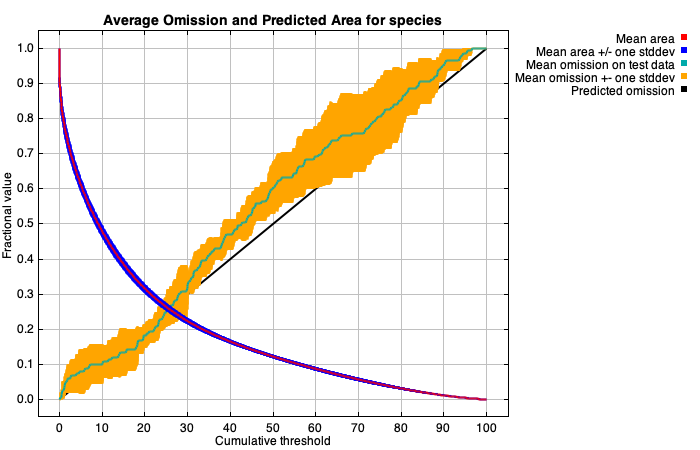 Average Omission and Predicted Area for species
Mean area
Mean area +/- one stddev
Mean omission on test data
Mean omission +- one stddev
Predicted omission
Fractional value
1.0
0.9
0.8
0.7
0.6
0.5
0.4
0.3
0.2
0.1
0.0
0 10 20 30 40 50 60 70 80 90 100
Cumulative threshold